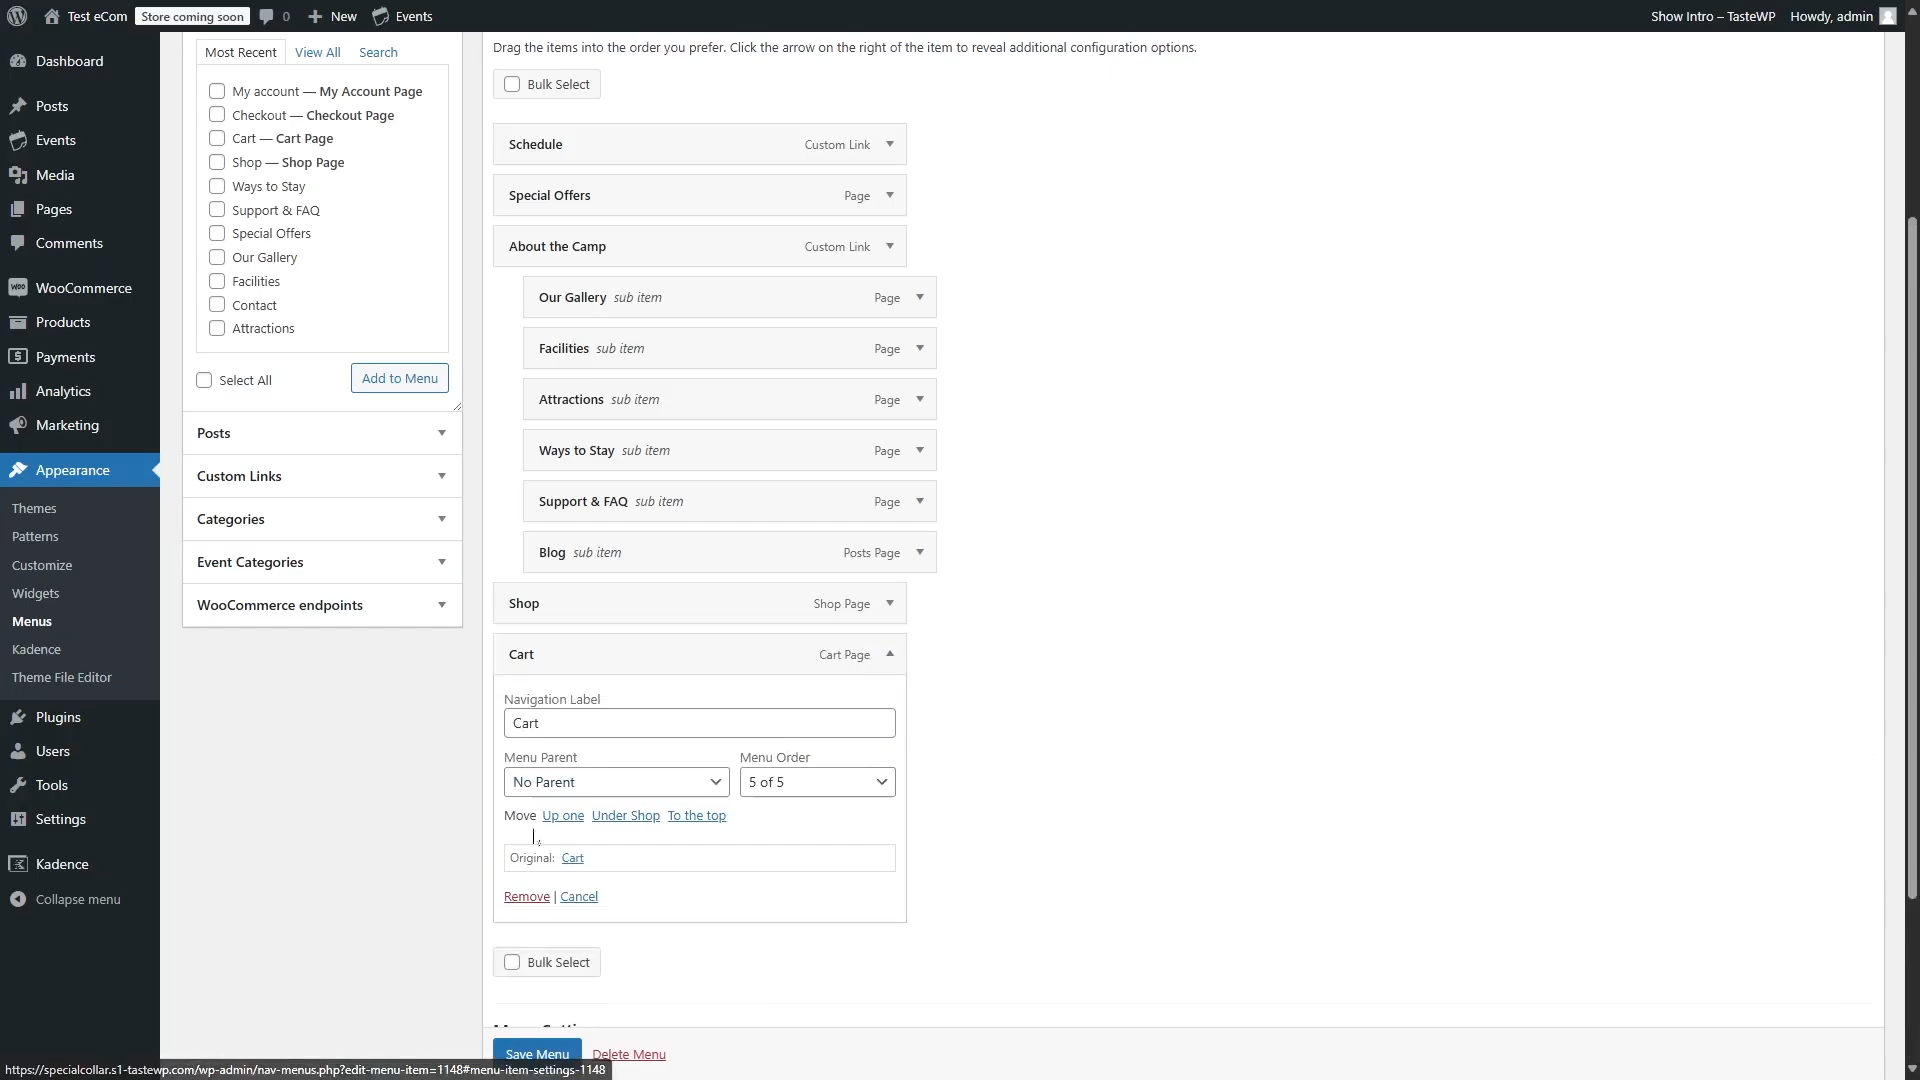 Test eCom
Store coming soon
0
New
Events
Show Intro – TasteWP
Howdy, admin
Dashboard
Posts
Events
Media
Pages
Comments
WooCommerce
Products
Payments
Analytics
Marketing
Appearance
Themes
Patterns
Customize
Widgets
Menus
Kadence
Theme File Editor
Plugins
Users
Tools
Settings
Kadence
Collapse menu
Most Recent
View All
Search
My account — My Account Page
Checkout — Checkout Page
Cart — Cart Page
Shop — Shop Page
Ways to Stay
Support & FAQ
Special Offers
Our Gallery
Facilities
Contact
Attractions
Select All
Add to Menu
Posts
Custom Links
Categories
Event Categories
WooCommerce endpoints
Drag the items into the order you prefer. Click the arrow on the right of the item to reveal additional configuration options.
Bulk Select
Schedule Custom Link
Special Offers Page
About the Camp Custom Link
Our Gallery sub item Page
Facilities sub item Page
Attractions sub item Page
Ways to Stay sub item Page
Support & FAQ sub item Page
Blog sub item Posts Page
Shop Shop Page
Cart Cart Page
Navigation Label
Cart
Menu Parent Menu Order
No Parent 5 of 5
Move Up one Under Shop To the top
Original: Cart
Remove | Cancel
Bulk Select
Save Menu Delete Menu
https://specialcollar.s1-tastewp.com/wp-admin/nav-menus.php?edit-menu-item=1148#menu-item-settings-1148